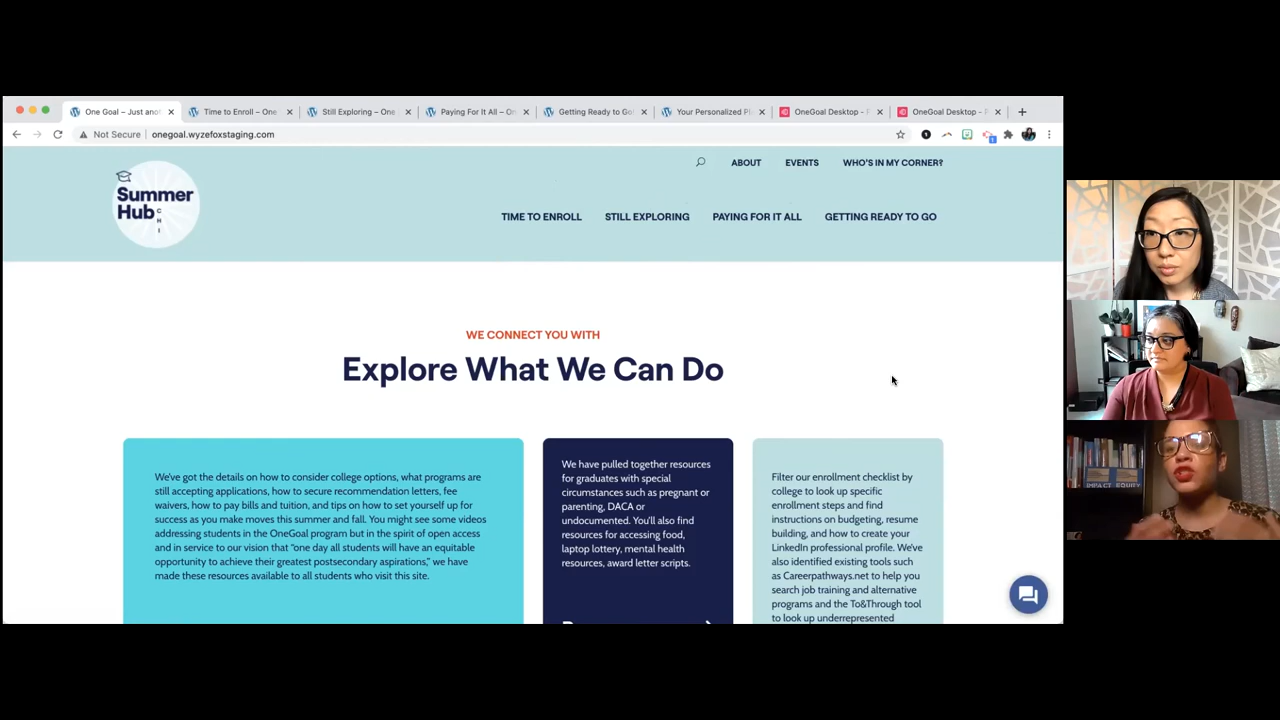 One Goal – Just anot
Time to Enroll – One
Still Exploring – One
Paying For It All – On
Getting Ready to Go!
Your Personalized Pl
OneGoal Desktop –
OneGoal Desktop –
Not Secure
onegoal.wyzefoxstaging.com
ABOUT
EVENTS
WHO'S IN MY CORNER?
Summer
Hub
CHI
TIME TO ENROLL
STILL EXPLORING
PAYING FOR IT ALL
GETTING READY TO GO
WE CONNECT YOU WITH
Explore What We Can Do
We've got the details on how to consider college options, what programs are
still accepting applications, how to secure recommendation letters, fee
waivers, how to pay bills and tuition, and tips on how to set yourself up for
success as you make moves this summer and fall. You might see some videos
addressing students in the OneGoal program but in the spirit of open access
and in service to our vision that "one day all students will have an equitable
opportunity to achieve their greatest postsecondary aspirations," we have
made these resources available to all students who visit this site.
We have pulled together resources
for graduates with special
circumstances such as pregnant or
parenting, DACA or
undocumented. You'll also find
resources for accessing food,
laptop lottery, mental health
resources, award letter scripts.
Filter our enrollment checklist by
college to look up specific
enrollment steps and find
instructions on budgeting, resume
building, and how to create your
LinkedIn professional profile. We've
also identified existing tools such
as Careerpathways.net to help you
search job training and alternative
programs and the To&Through tool
to look up underrepresented
IMPACT EQUITY